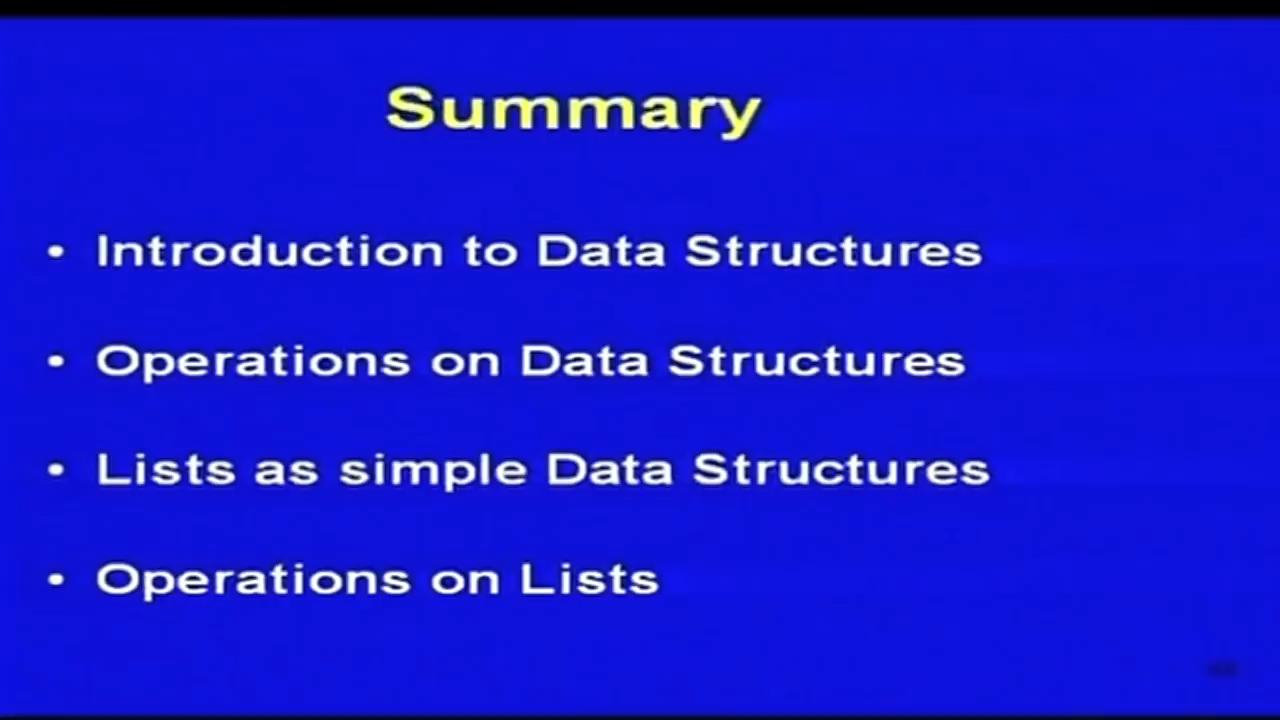 Summary
• Introduction to Data Structures
• Operations on Data Structures
• Lists as simple Data Structures
• Operations on Lists